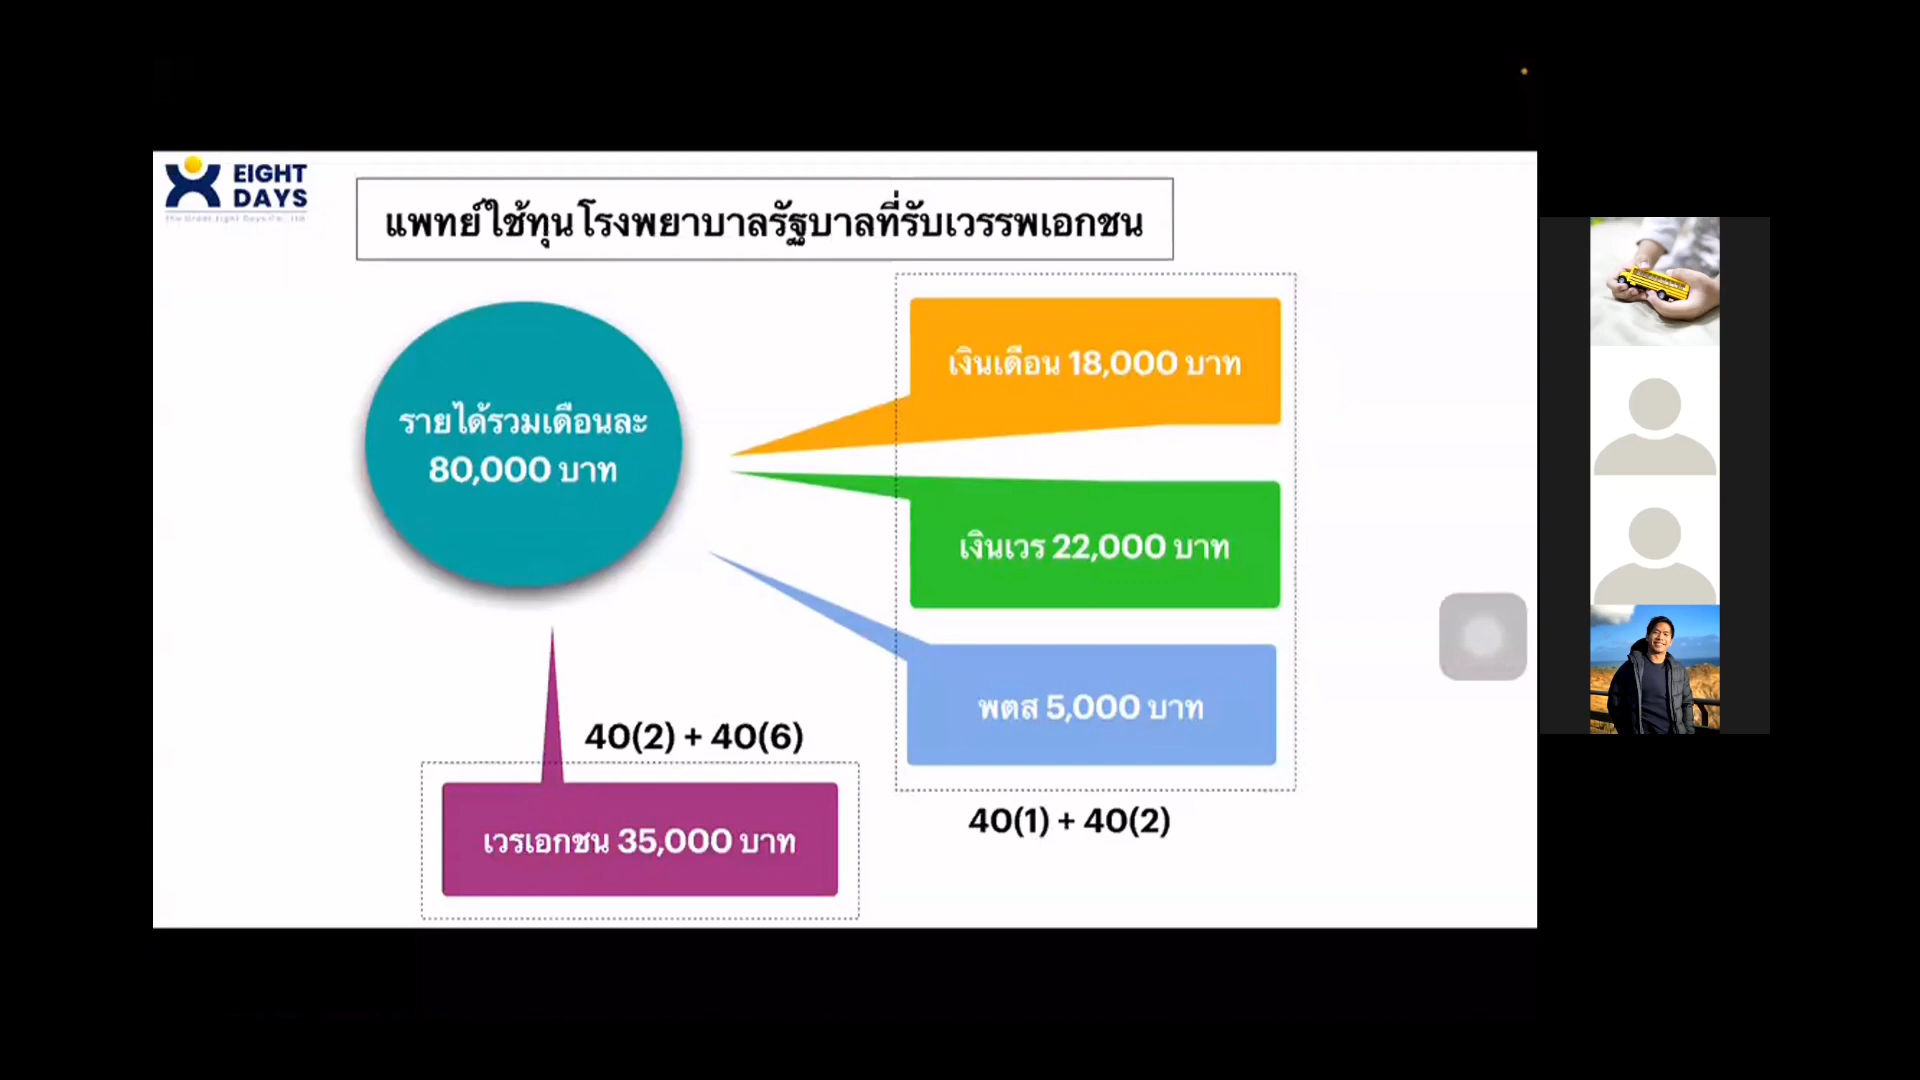 EIGHT
DAYS
แพทย์ใช้ทุนโรงพยาบาลรัฐบาลที่รับเวรรพเอกชน
รายได้รวมเดือนละ
80,000 บาท
เงินเดือน 18,000 บาท
เงินเวร 22,000 บาท
พตส 5,000 บาท
40(1) + 40(2)
40(2) + 40(6)
เวรเอกชน 35,000 บาท